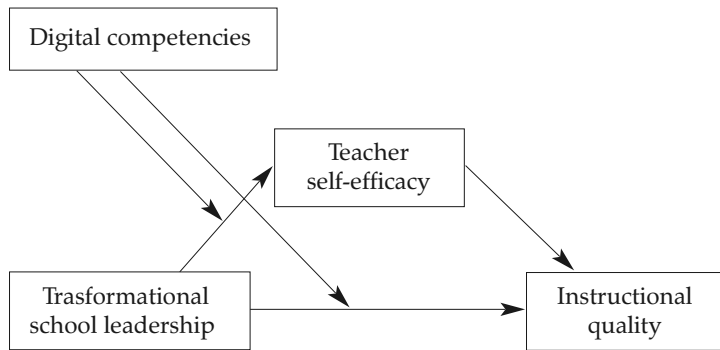 Digital competencies
Teacher
self-efficacy
Trasformational
school leadership
Instructional
quality